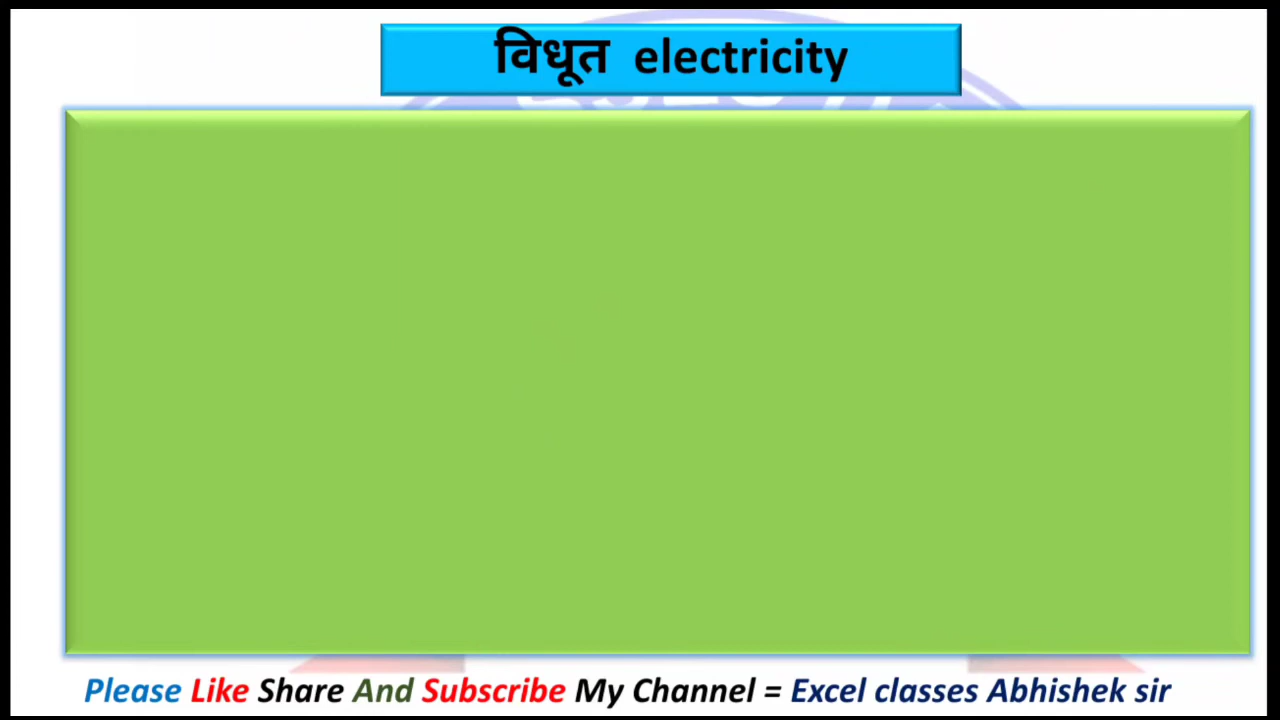 विधूत electricity
Please Like Share And Subscribe My Channel = Excel classes Abhishek sir